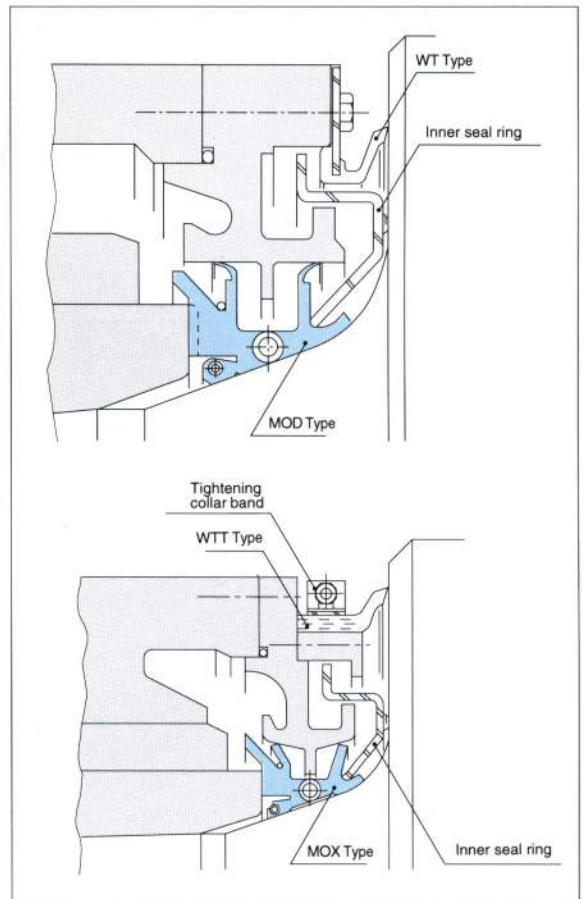 WT Type
Inner seal ring
MOD Type
Tightening
collar band
WTT Type
MOX Type
Inner seal ring